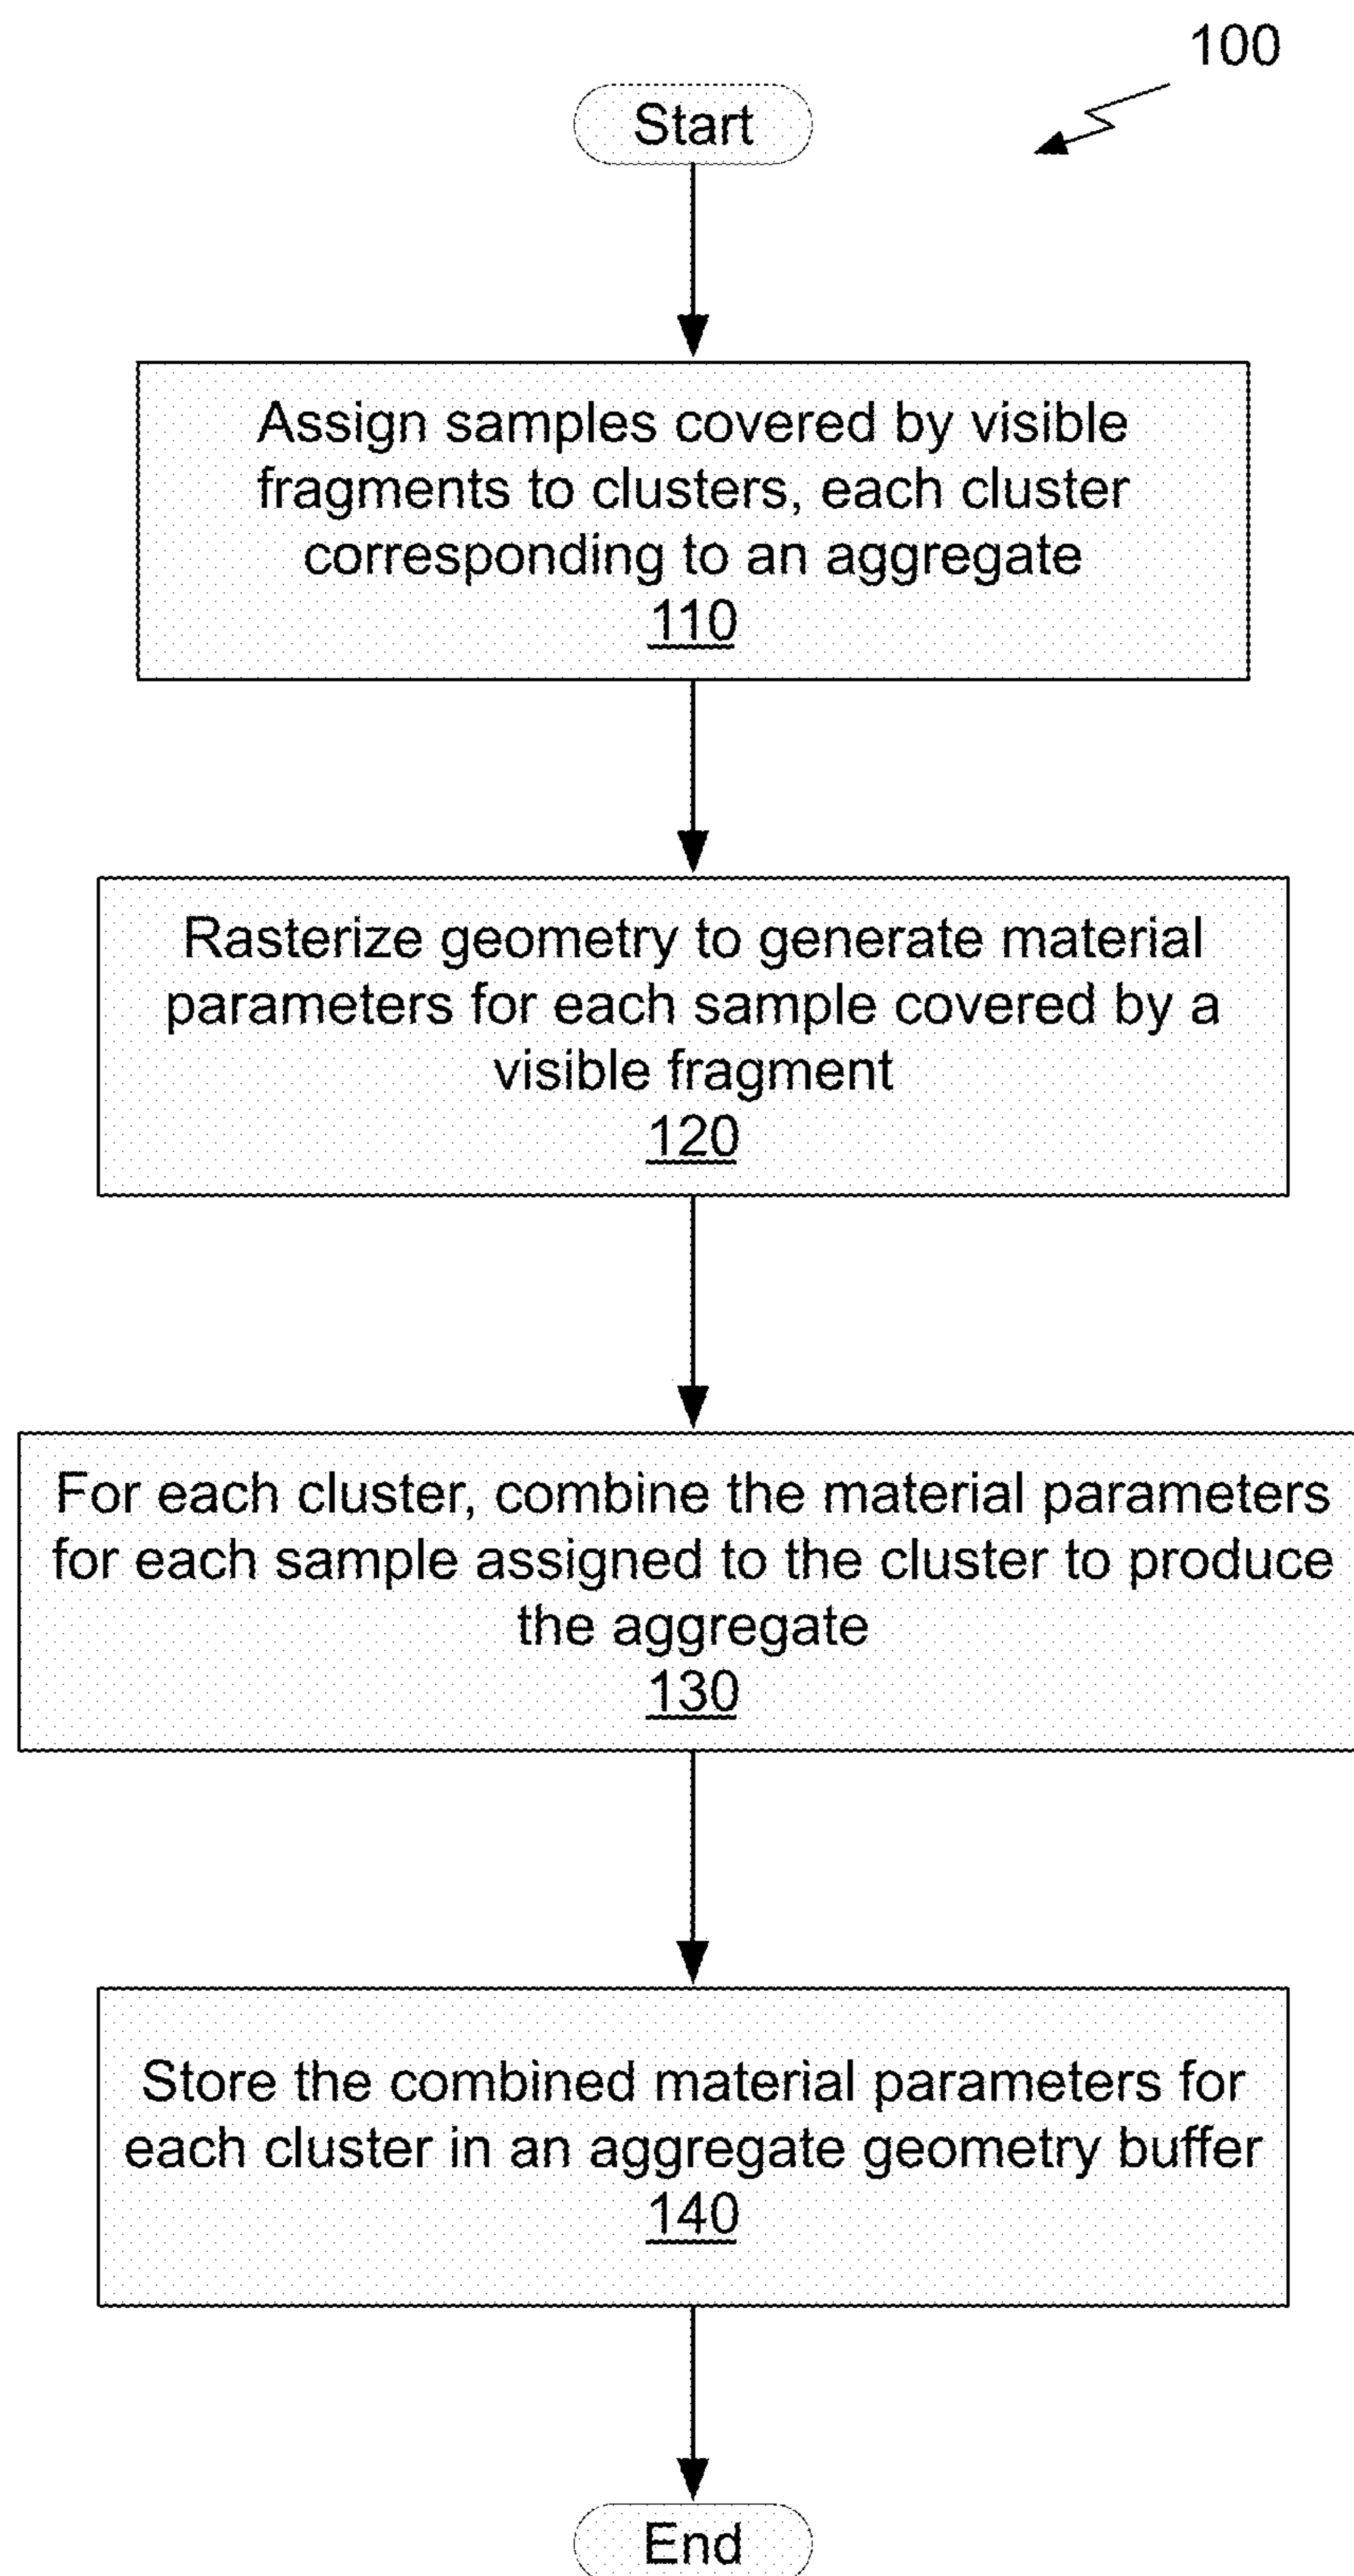 100
Start
Assign samples covered by visible
fragments to clusters, each cluster
corresponding to an aggregate
110
Rasterize geometry to generate material
parameters for each sample covered by a
visible fragment
120
For each cluster, combine the material parameters
for each sample assigned to the cluster to produce
the aggregate
130
Store the combined material parameters for
each cluster in an aggregate geometry buffer
140
End